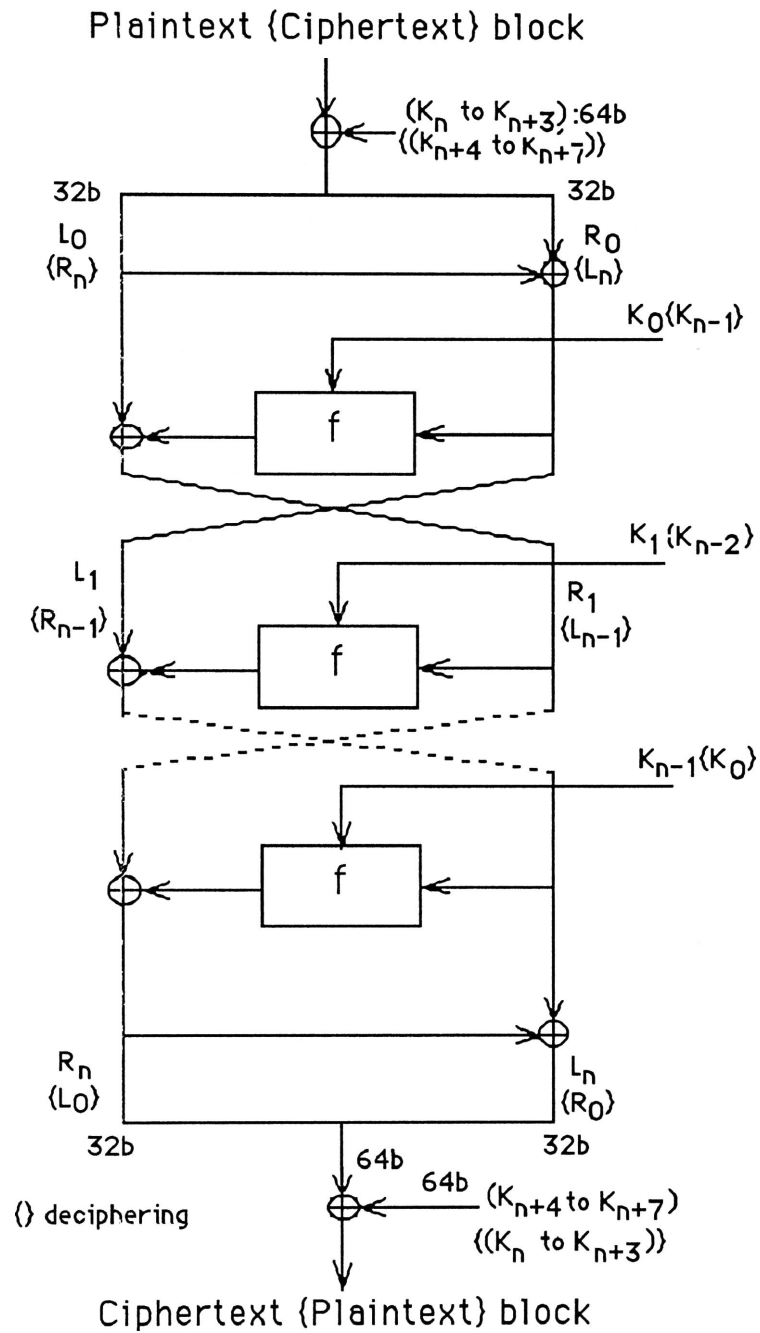 Plaintext {Ciphertext} block
(Kn to Kn+3):64b
{(Kn+4 to Kn+7)}
32b 32b
L0 R0
{Rn} {Ln}
K0{Kn-1}
f
K1{Kn-2}
L1 R1
{Rn-1} {Ln-1}
f
Kn-1{K0}
f
Rn Ln
{L0} {R0}
32b 32b
64b
64b (Kn+4 to Kn+7)
{} deciphering {(Kn to Kn+3)}
Ciphertext {Plaintext} block